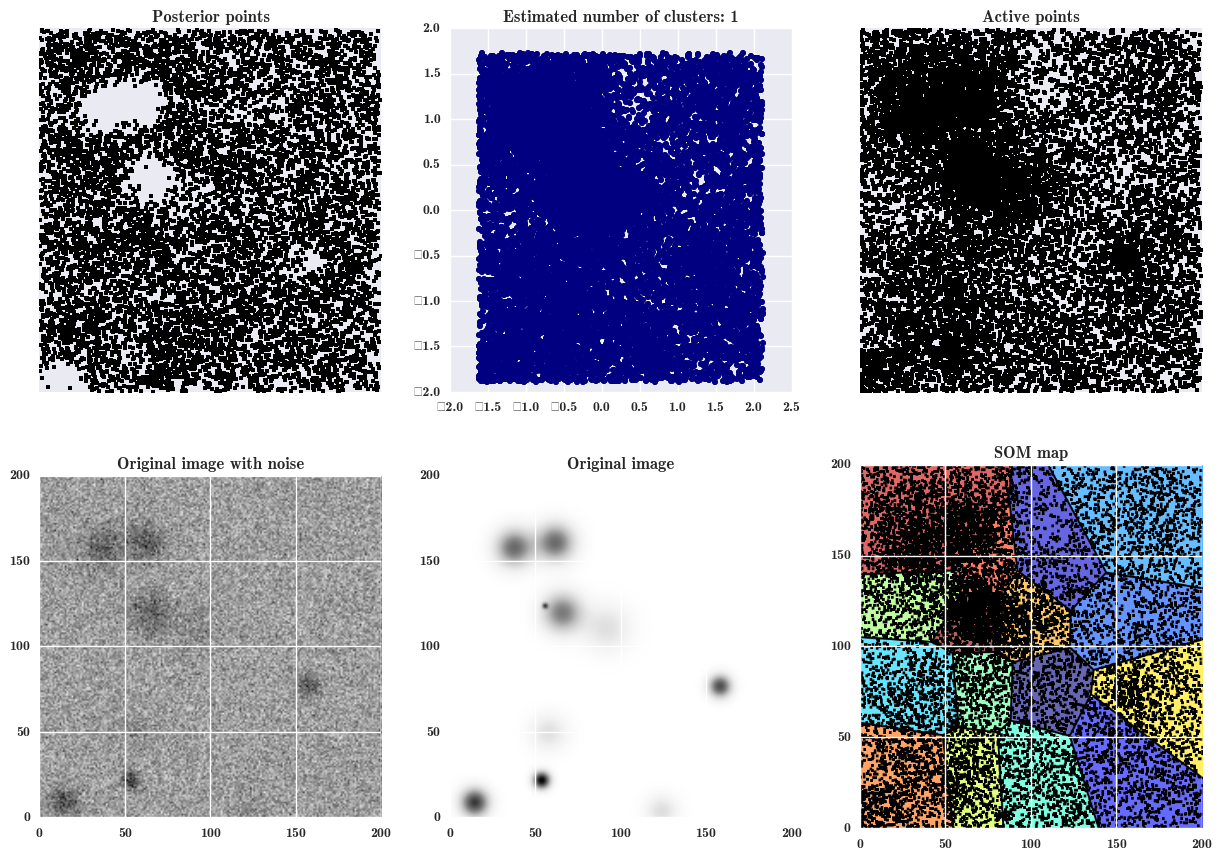 Posterior points
Estimated number of clusters: 1
Active points
2.0
1.5
1.0
0.5
0.0
□0.5
□1.0
□1.5
□2.0
□2.0 □1.5 □1.0 □0.5 0.0 0.5 1.0 1.5 2.0 2.5
Original image with noise
Original image
SOM map
200
150
100
50
0
0 50 100 150 200
200
150
100
50
0
0 50 100 150 200
200
150
100
50
0
0 50 100 150 200